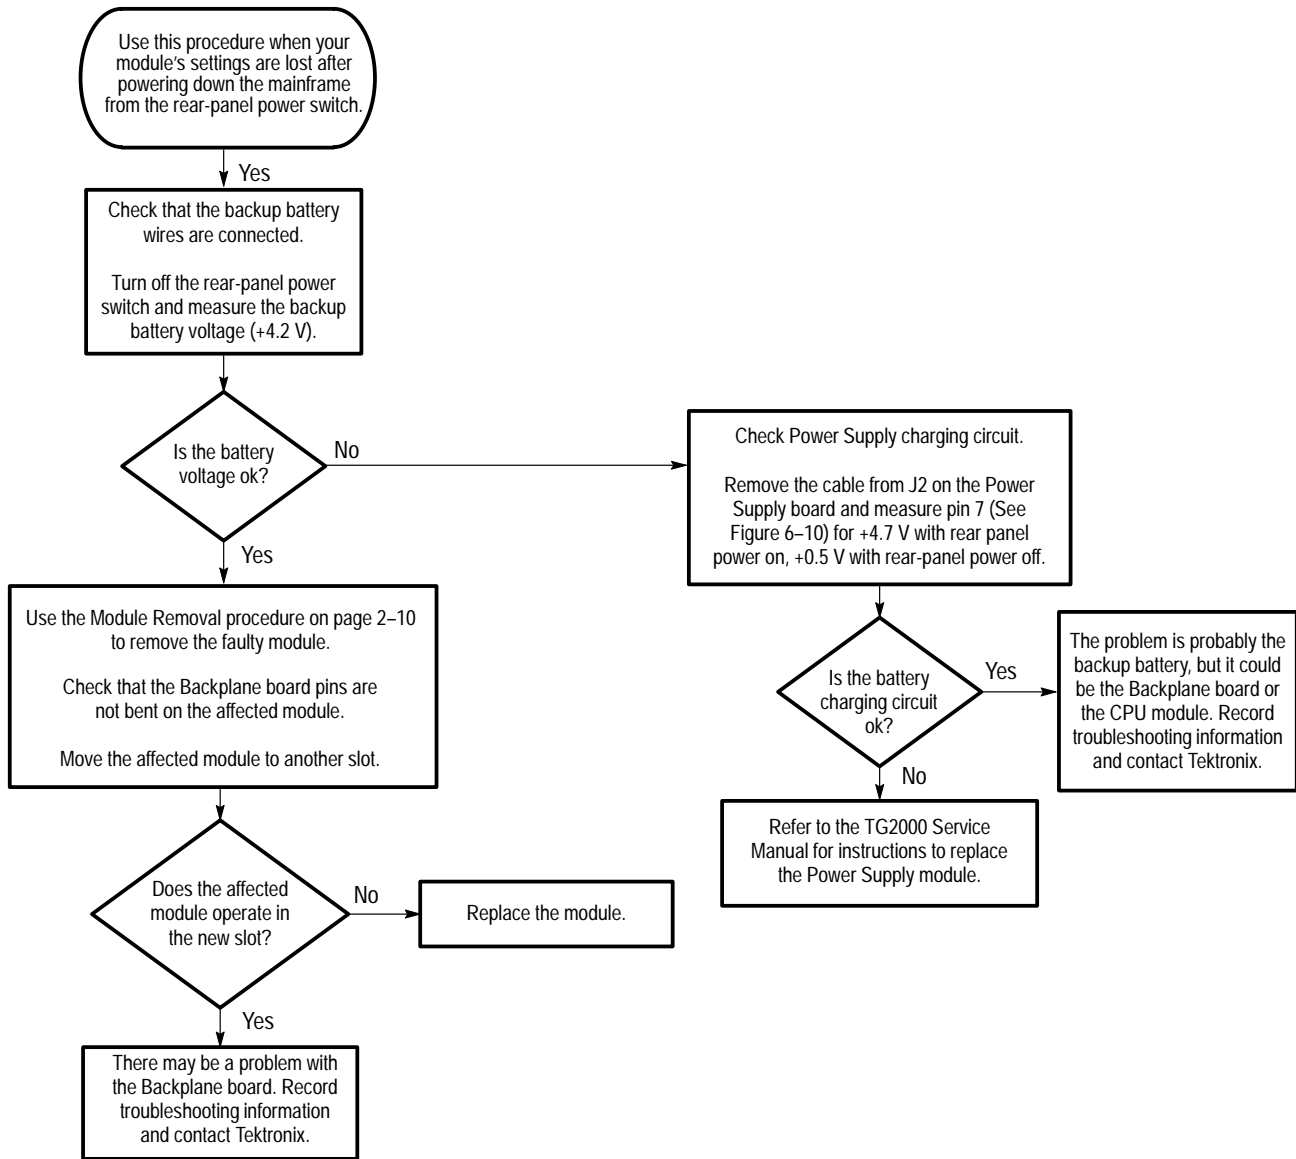 Use this procedure when your
module's settings are lost after
powering down the mainframe
from the rear-panel power switch.
Yes
Check that the backup battery
wires are connected.
Turn off the rear-panel power
switch and measure the backup
battery voltage (+4.2 V).
Is the battery
voltage ok?
No
Check Power Supply charging circuit.
Remove the cable from J2 on the Power
Supply board and measure pin 7 (See
Figure 6–10) for +4.7 V with rear panel
power on, +0.5 V with rear-panel power off.
Yes
Use the Module Removal procedure on page 2–10
to remove the faulty module.
Check that the Backplane board pins are
not bent on the affected module.
Move the affected module to another slot.
Is the battery
charging circuit
ok?
Yes
The problem is probably the
backup battery, but it could
be the Backplane board or
the CPU module. Record
troubleshooting information
and contact Tektronix.
No
Refer to the TG2000 Service
Manual for instructions to replace
the Power Supply module.
Does the affected
module operate in
the new slot?
No
Replace the module.
Yes
There may be a problem with
the Backplane board. Record
troubleshooting information
and contact Tektronix.